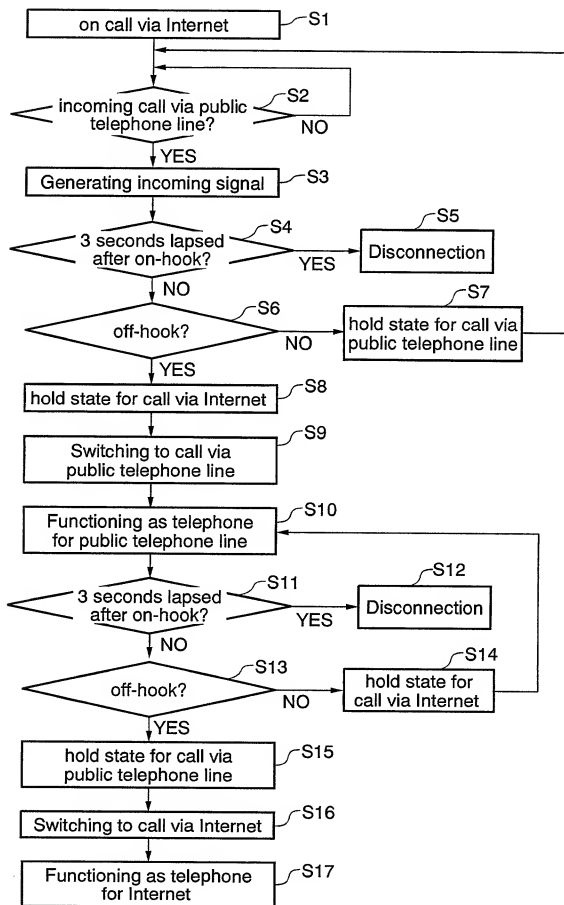 on call via Internet
S1
incoming call via public
telephone line?
S2
NO
YES
Generating incoming signal
S3
3 seconds lapsed
after on-hook?
S4
YES
Disconnection
S5
NO
off-hook?
S6
NO
hold state for call via
public telephone line
S7
YES
hold state for call via Internet
S8
Switching to call via
public telephone line
S9
Functioning as telephone
for public telephone line
S10
3 seconds lapsed
after on-hook?
S11
YES
Disconnection
S12
NO
off-hook?
S13
NO
hold state for
call via Internet
S14
YES
hold state for call via
public telephone line
S15
Switching to call via Internet
S16
Functioning as telephone
for Internet
S17